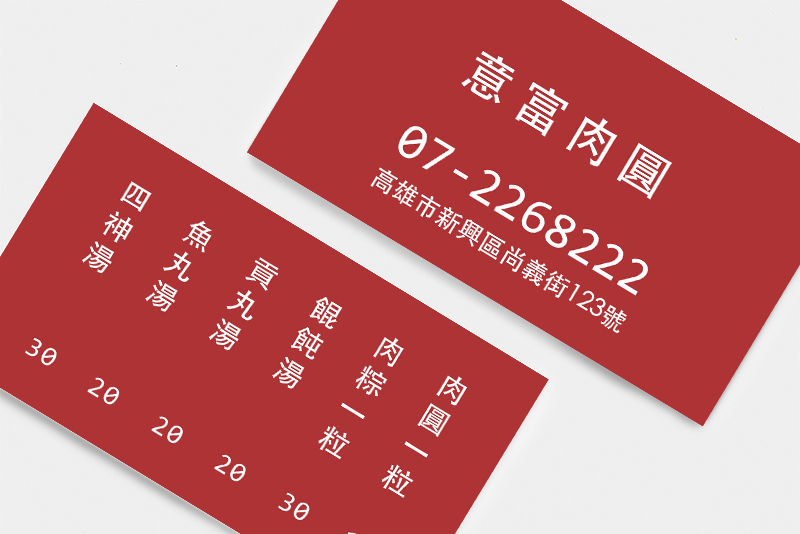 意富肉圓
07-2268222
高雄市新興區尚義街123號
肉圓一粒
肉粽一粒 30
餛飩湯 20
貢丸湯 20
魚丸湯 20
四神湯 30